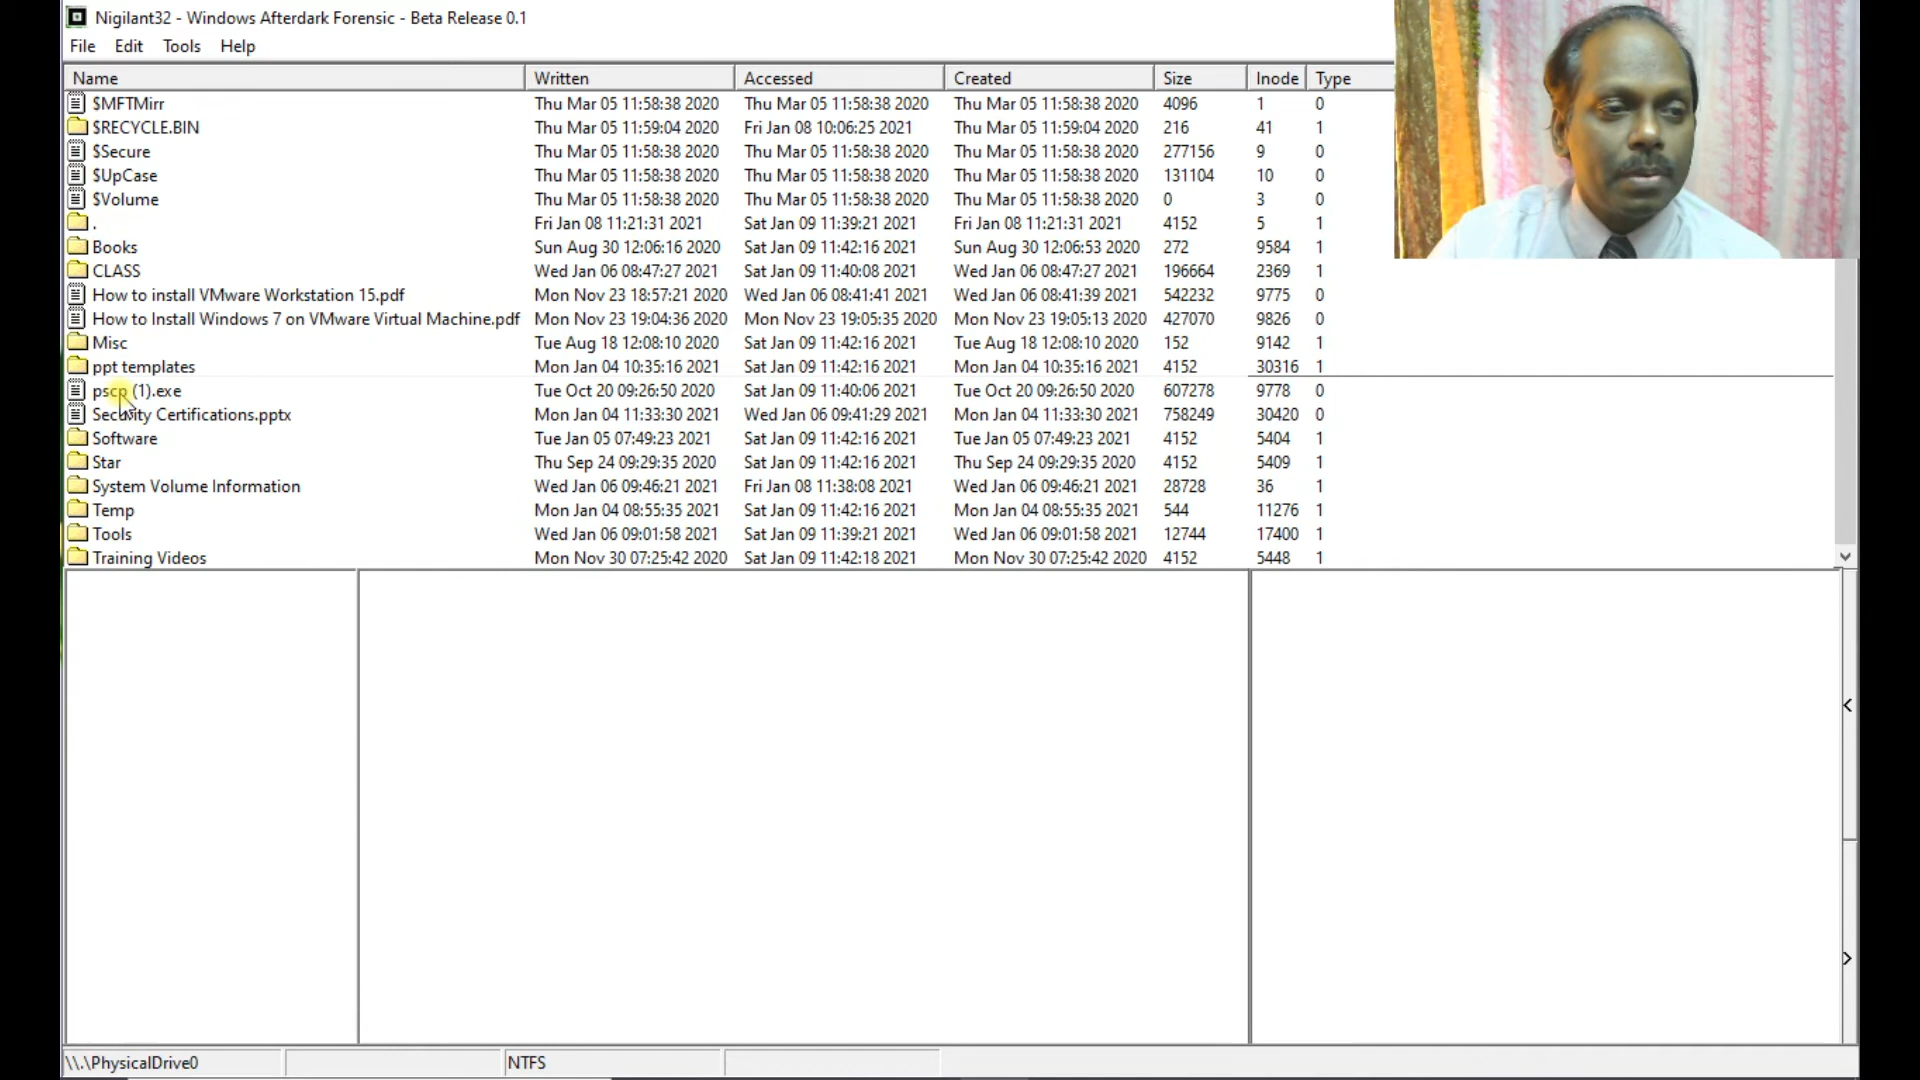 Nigilant32 - Windows Afterdark Forensic - Beta Release 0.1
File Edit Tools Help
Name Written Accessed Created Size Inode Type
$MFTMirr Thu Mar 05 11:58:38 2020 Thu Mar 05 11:58:38 2020 Thu Mar 05 11:58:38 2020 4096 1 0
$RECYCLE.BIN Thu Mar 05 11:59:04 2020 Fri Jan 08 10:06:25 2021 Thu Mar 05 11:59:04 2020 216 41 1
$Secure Thu Mar 05 11:58:38 2020 Thu Mar 05 11:58:38 2020 Thu Mar 05 11:58:38 2020 277156 9 0
$UpCase Thu Mar 05 11:58:38 2020 Thu Mar 05 11:58:38 2020 Thu Mar 05 11:58:38 2020 131104 10 0
$Volume Thu Mar 05 11:58:38 2020 Thu Mar 05 11:58:38 2020 Thu Mar 05 11:58:38 2020 0 3 0
. Fri Jan 08 11:21:31 2021 Sat Jan 09 11:39:21 2021 Fri Jan 08 11:21:31 2021 4152 5 1
Books Sun Aug 30 12:06:16 2020 Sat Jan 09 11:42:16 2021 Sun Aug 30 12:06:53 2020 272 9584 1
CLASS Wed Jan 06 08:47:27 2021 Sat Jan 09 11:40:08 2021 Wed Jan 06 08:47:27 2021 196664 2369 1
How to install VMware Workstation 15.pdf Mon Nov 23 18:57:21 2020 Wed Jan 06 08:41:41 2021 Wed Jan 06 08:41:39 2021 542232 9775 0
How to Install Windows 7 on VMware Virtual Machine.pdf Mon Nov 23 19:04:36 2020 Mon Nov 23 19:05:35 2020 Mon Nov 23 19:05:13 2020 427070 9826 0
Misc Tue Aug 18 12:08:10 2020 Sat Jan 09 11:42:16 2021 Tue Aug 18 12:08:10 2020 152 9142 1
ppt templates Mon Jan 04 10:35:16 2021 Sat Jan 09 11:42:16 2021 Mon Jan 04 10:35:16 2021 4152 30316 1
pscp (1).exe Tue Oct 20 09:26:50 2020 Sat Jan 09 11:40:06 2021 Tue Oct 20 09:26:50 2020 607278 9778 0
Security Certifications.pptx Mon Jan 04 11:33:30 2021 Wed Jan 06 09:41:29 2021 Mon Jan 04 11:33:30 2021 758249 30420 0
Software Tue Jan 05 07:49:23 2021 Sat Jan 09 11:42:16 2021 Tue Jan 05 07:49:23 2021 4152 5404 1
Star Thu Sep 24 09:29:35 2020 Sat Jan 09 11:42:16 2021 Thu Sep 24 09:29:35 2020 4152 5409 1
System Volume Information Wed Jan 06 09:46:21 2021 Fri Jan 08 11:38:08 2021 Wed Jan 06 09:46:21 2021 28728 36 1
Temp Mon Jan 04 08:55:35 2021 Sat Jan 09 11:42:16 2021 Mon Jan 04 08:55:35 2021 544 11276 1
Tools Wed Jan 06 09:01:58 2021 Sat Jan 09 11:39:21 2021 Wed Jan 06 09:01:58 2021 12744 17400 1
Training Videos Mon Nov 30 07:25:42 2020 Sat Jan 09 11:42:18 2021 Mon Nov 30 07:25:42 2020 4152 5448 1
\\.\PhysicalDrive0 NTFS